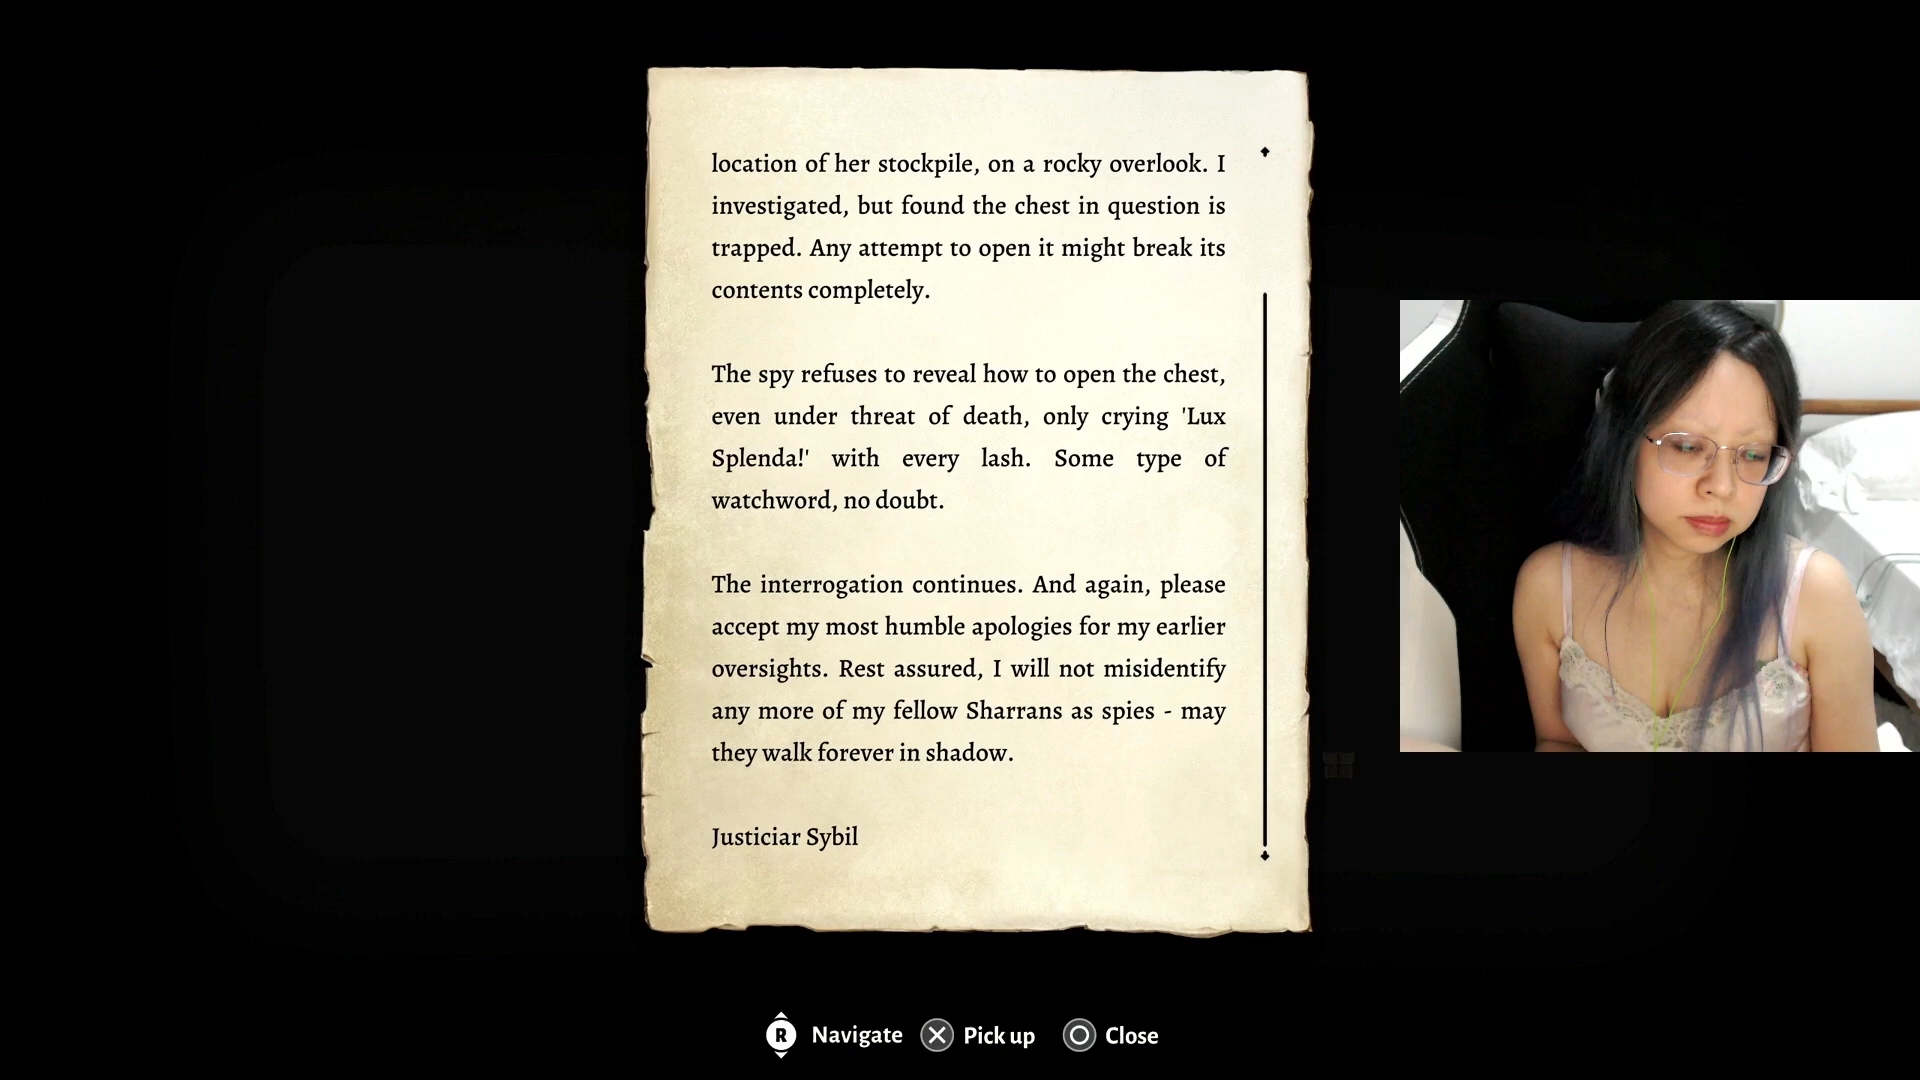 location of her stockpile, on a rocky overlook. I
investigated, but found the chest in question is
trapped. Any attempt to open it might break its
contents completely.
The spy refuses to reveal how to open the chest,
even under threat of death, only crying 'Lux
Splenda!' with every lash. Some type of
watchword, no doubt.
The interrogation continues. And again, please
accept my most humble apologies for my earlier
oversights. Rest assured, I will not misidentify
any more of my fellow Sharrans as spies - may
they walk forever in shadow.
Justiciar Sybil
R Navigate Pick up Close